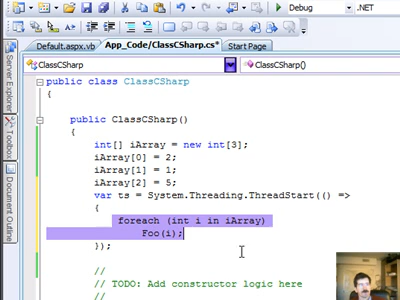 Debug .NET
Default.aspx.vb App_Code/ClassCSharp.cs* Start Page
ClassCSharp ClassCSharp()
Server Explorer
Toolbox
Document Outline
public class ClassCSharp
{
public ClassCSharp()
{
int[] iArray = new int[3];
iArray[0] = 2;
iArray[1] = 1;
iArray[2] = 5;
var ts = System.Threading.ThreadStart(() =>
{
foreach (int i in iArray)
Foo(i);
});
//
// TODO: Add constructor logic here
//